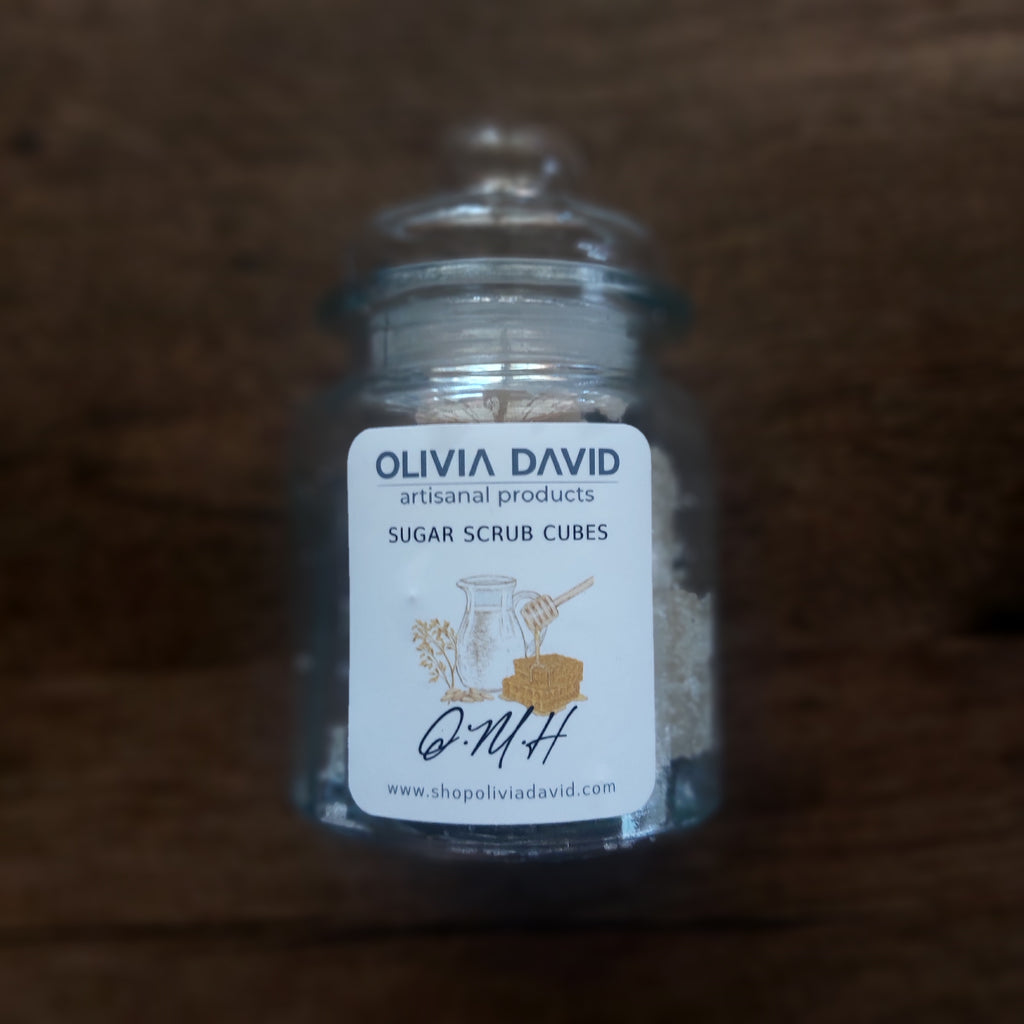 OLIVIA DAVID
artisanal products
SUGAR SCRUB CUBES
O.M.H
www.shopoliviadavid.com